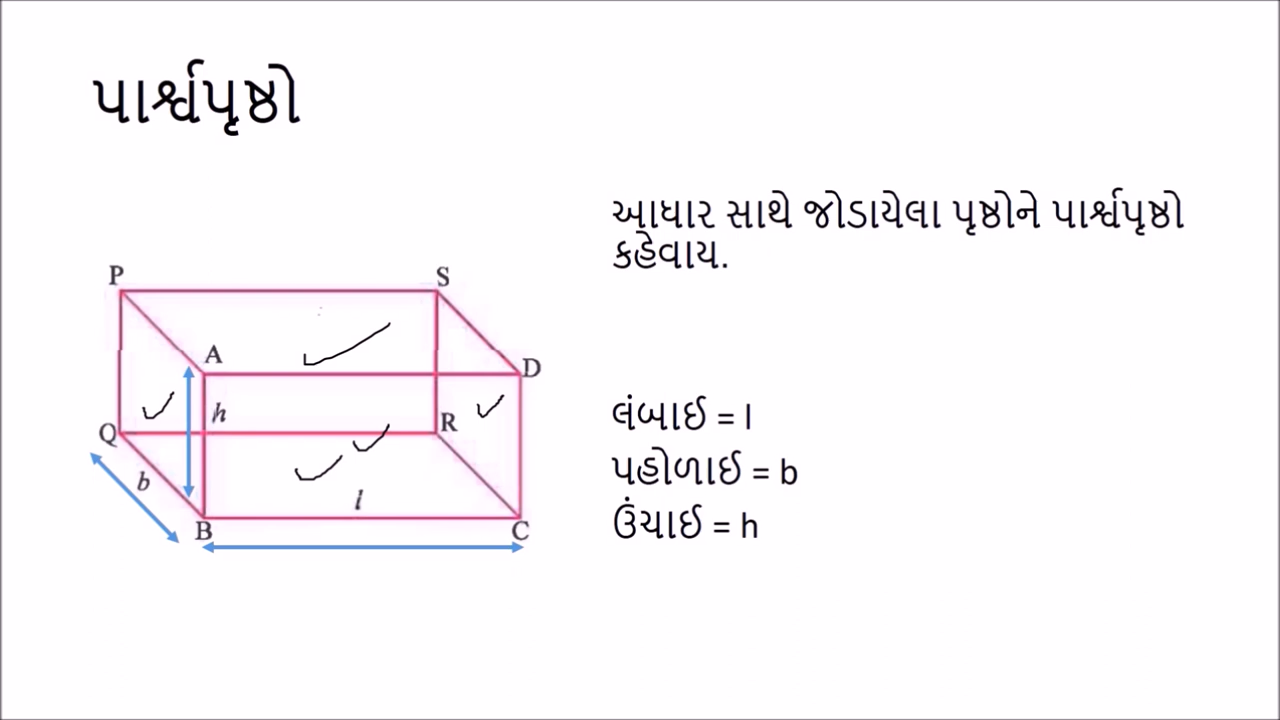 પાર્શ્વપૃષ્ઠો
આધાર સાથે જોડાયેલા પૃષ્ઠોને પાર્શ્વપૃષ્ઠો
કહેવાય.
P
S
A
D
h
Q
R
b
l
B
C
લંબાઈ = l
પહોળાઈ = b
ઉંચાઈ = h